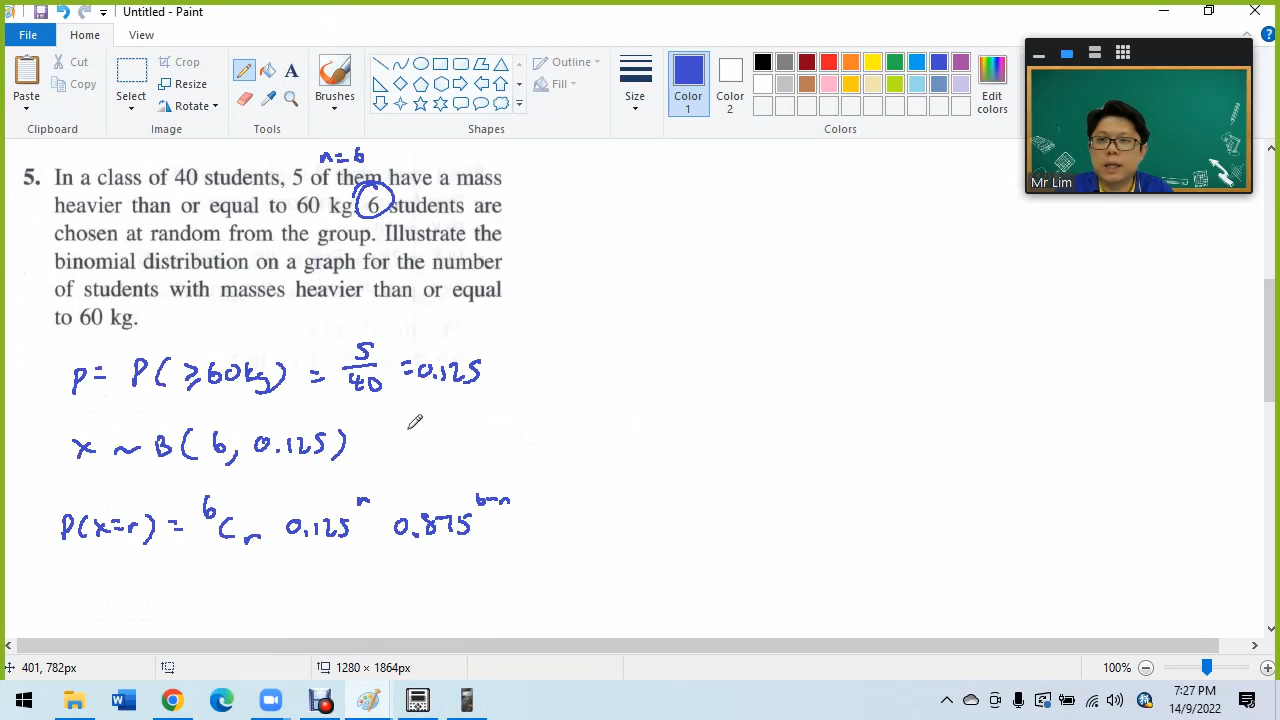 Untitled - Paint
File Home View
Cut
Copy
Paste
Clipboard
Select
Crop
Resize
Rotate
Image
A
Tools
Brushes
Outline
Fill
Shapes
Size
Color 1
Color 2
Edit colors
Colors
Mr Lim
n=6
5. In a class of 40 students, 5 of them have a mass
heavier than or equal to 60 kg. 6 students are
chosen at random from the group. Illustrate the
binomial distribution on a graph for the number
of students with masses heavier than or equal
to 60 kg.
p = P(≥60kg) = 5/40 = 0.125
X ~ B(6, 0.125)
P(X=r) = ⁶Cᵣ 0.125^r 0.875^6-r
401, 782px
1280 × 1864px
100%
7:27 PM
14/9/2022